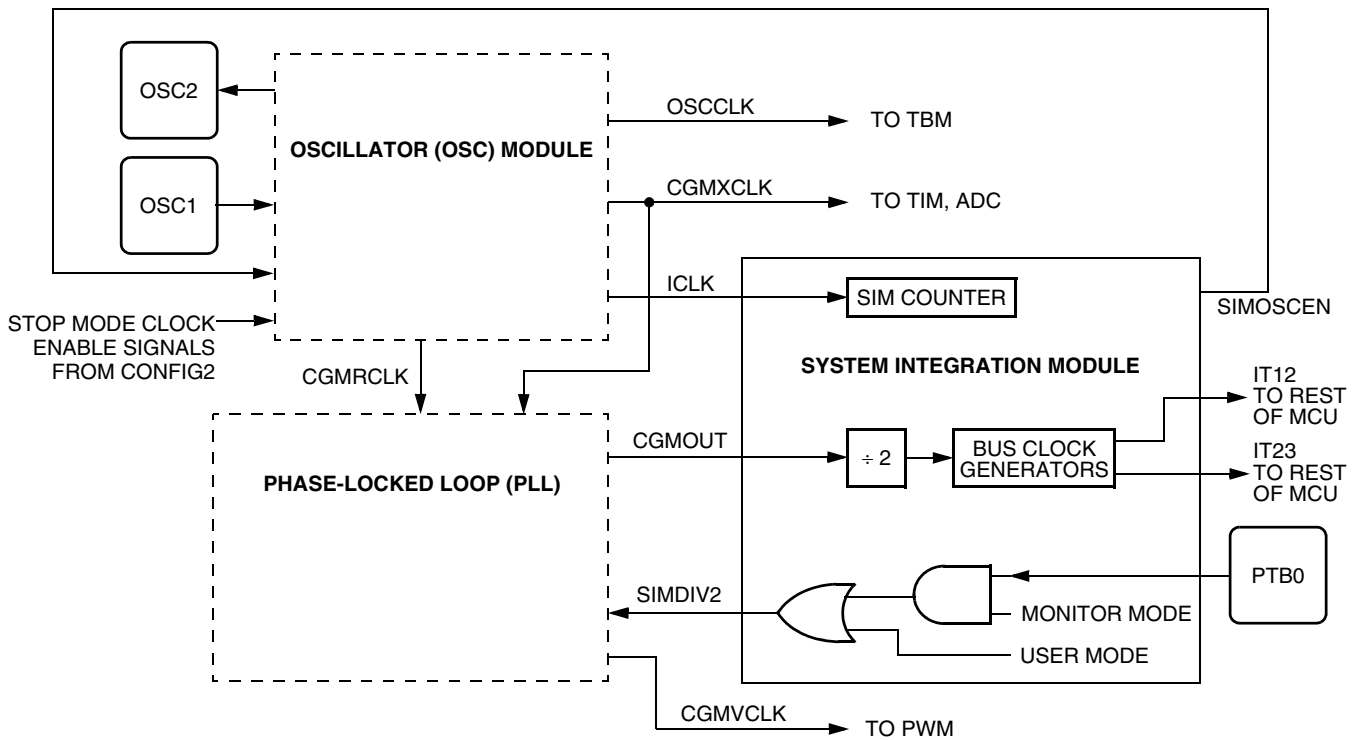 OSC2
OSC1
STOP MODE CLOCK
ENABLE SIGNALS
FROM CONFIG2
OSCILLATOR (OSC) MODULE
OSCCLK
TO TBM
CGMXCLK
TO TIM, ADC
ICLK
SIM COUNTER
SIMOSCEN
SYSTEM INTEGRATION MODULE
CGMRCLK
IT12
TO REST
OF MCU
CGMOUT
÷ 2
BUS CLOCK
GENERATORS
IT23
TO REST
OF MCU
PHASE-LOCKED LOOP (PLL)
PTB0
SIMDIV2
MONITOR MODE
USER MODE
CGMVCLK
TO PWM